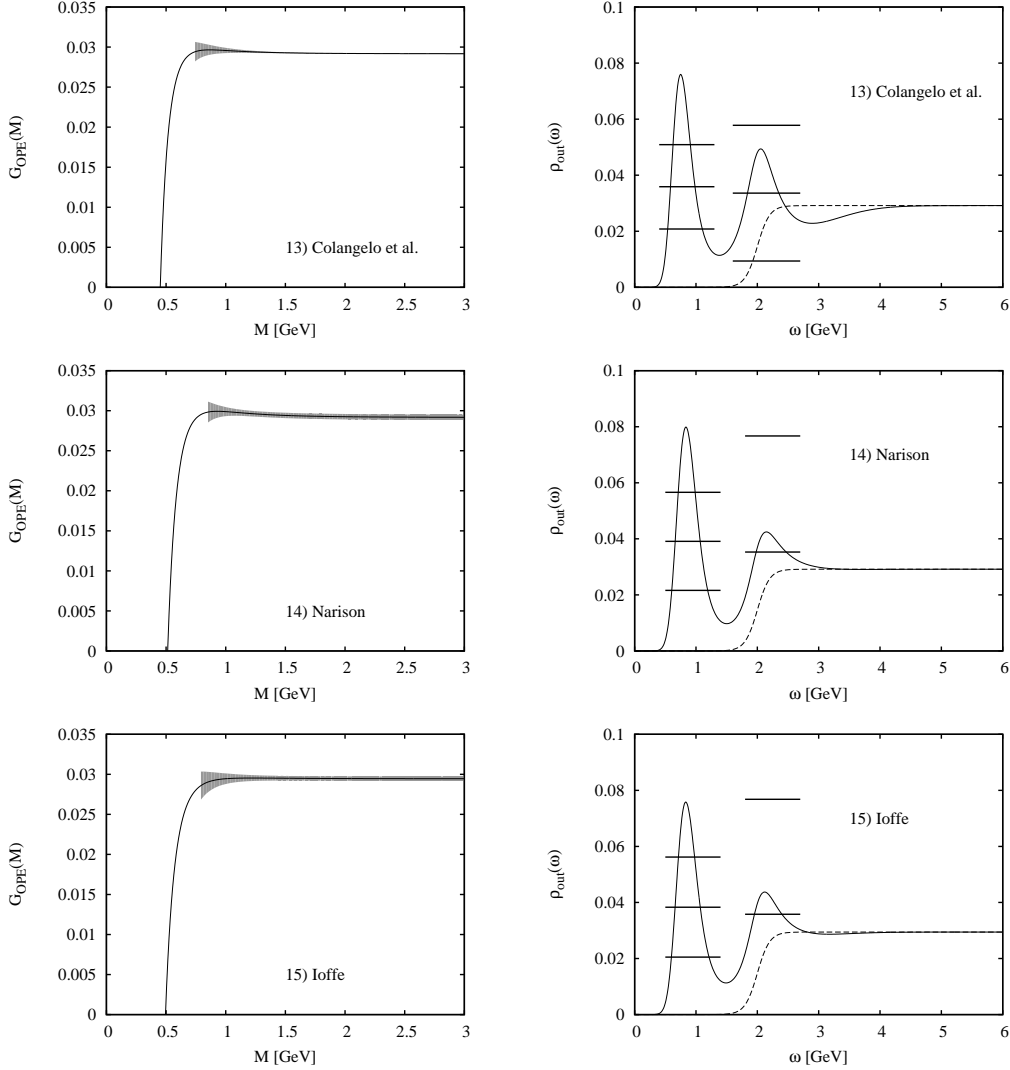 G_OPE(M)
0.035
0.03
0.025
0.02
0.015
0.01
0.005
0
13) Colangelo et al.
0 0.5 1 1.5 2 2.5 3
M [GeV]
ρ_out(ω)
0.1
0.08
0.06
0.04
0.02
0
13) Colangelo et al.
0 1 2 3 4 5 6
ω [GeV]
G_OPE(M)
0.035
0.03
0.025
0.02
0.015
0.01
0.005
0
14) Narison
0 0.5 1 1.5 2 2.5 3
M [GeV]
ρ_out(ω)
0.1
0.08
0.06
0.04
0.02
0
14) Narison
0 1 2 3 4 5 6
ω [GeV]
G_OPE(M)
0.035
0.03
0.025
0.02
0.015
0.01
0.005
0
15) Ioffe
0 0.5 1 1.5 2 2.5 3
M [GeV]
ρ_out(ω)
0.1
0.08
0.06
0.04
0.02
0
15) Ioffe
0 1 2 3 4 5 6
ω [GeV]